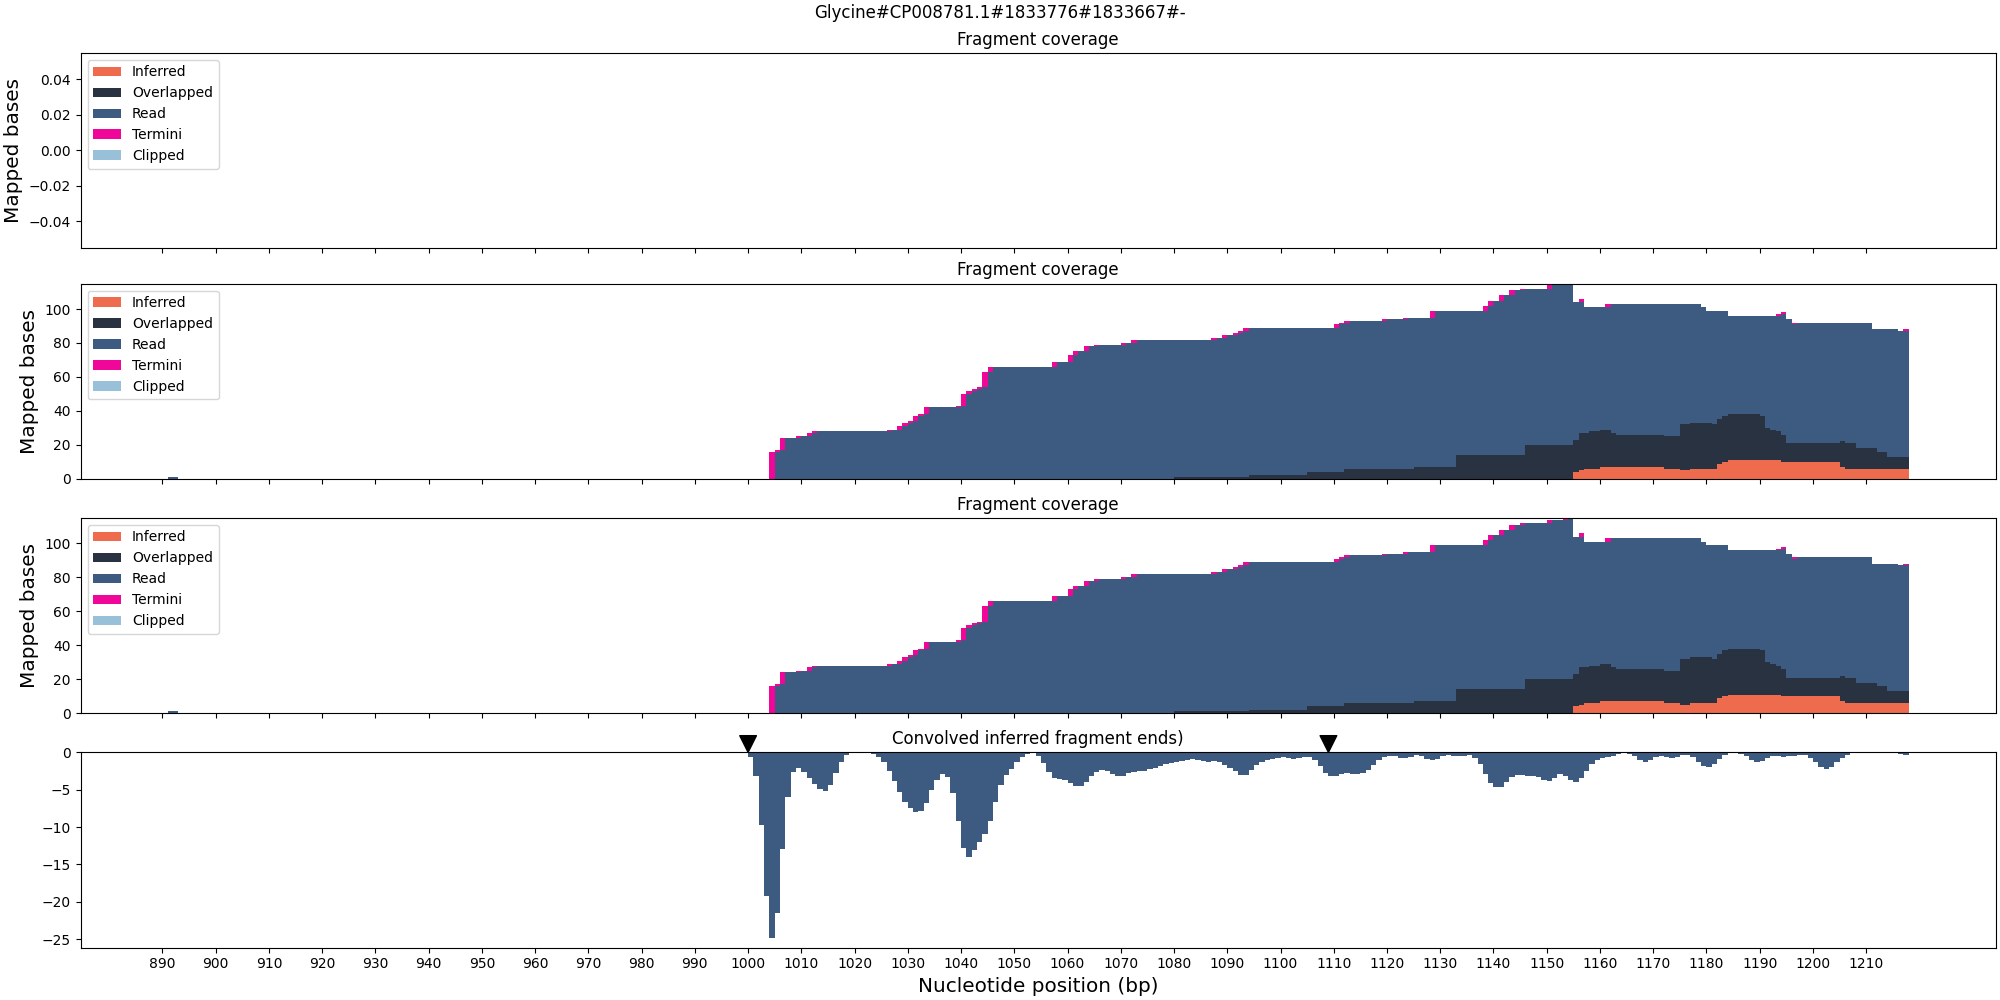 Glycine#CP008781.1#1833776#1833667#-
Fragment coverage
Mapped bases
0.04
0.02
0.00
−0.02
−0.04
Inferred
Overlapped
Read
Termini
Clipped
Fragment coverage
Mapped bases
100
80
60
40
20
0
Inferred
Overlapped
Read
Termini
Clipped
Fragment coverage
Mapped bases
100
80
60
40
20
0
Inferred
Overlapped
Read
Termini
Clipped
Convolved inferred fragment ends)
0
−5
−10
−15
−20
−25
890 900 910 920 930 940 950 960 970 980 990 1000 1010 1020 1030 1040 1050 1060 1070 1080 1090 1100 1110 1120 1130 1140 1150 1160 1170 1180 1190 1200 1210
Nucleotide position (bp)